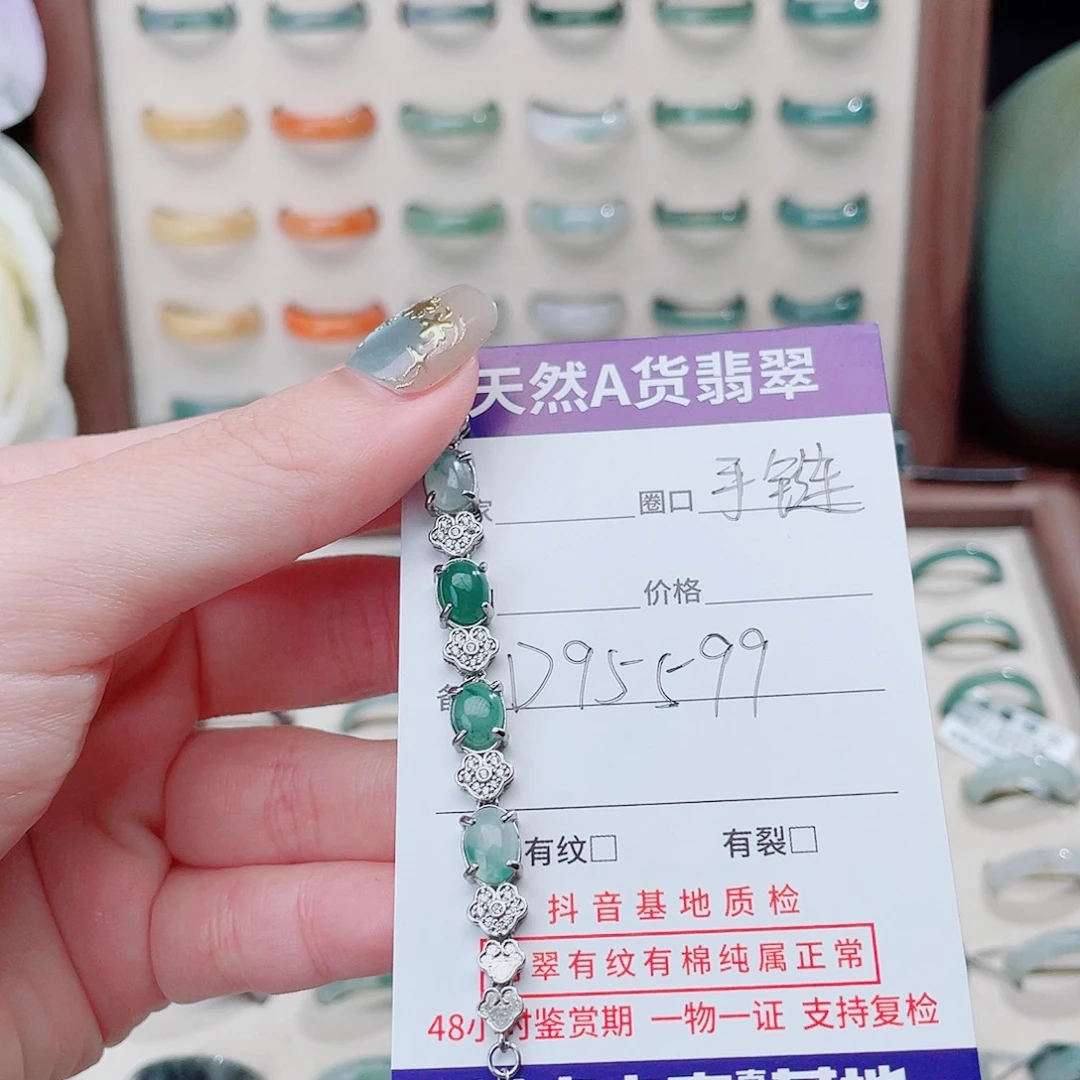 天然A货翡翠
圈口 手链
价格
D955-99
有纹□ 有裂□
抖音基地质检
翠有纹有棉纯属正常
48小时鉴赏期 一物一证 支持复检